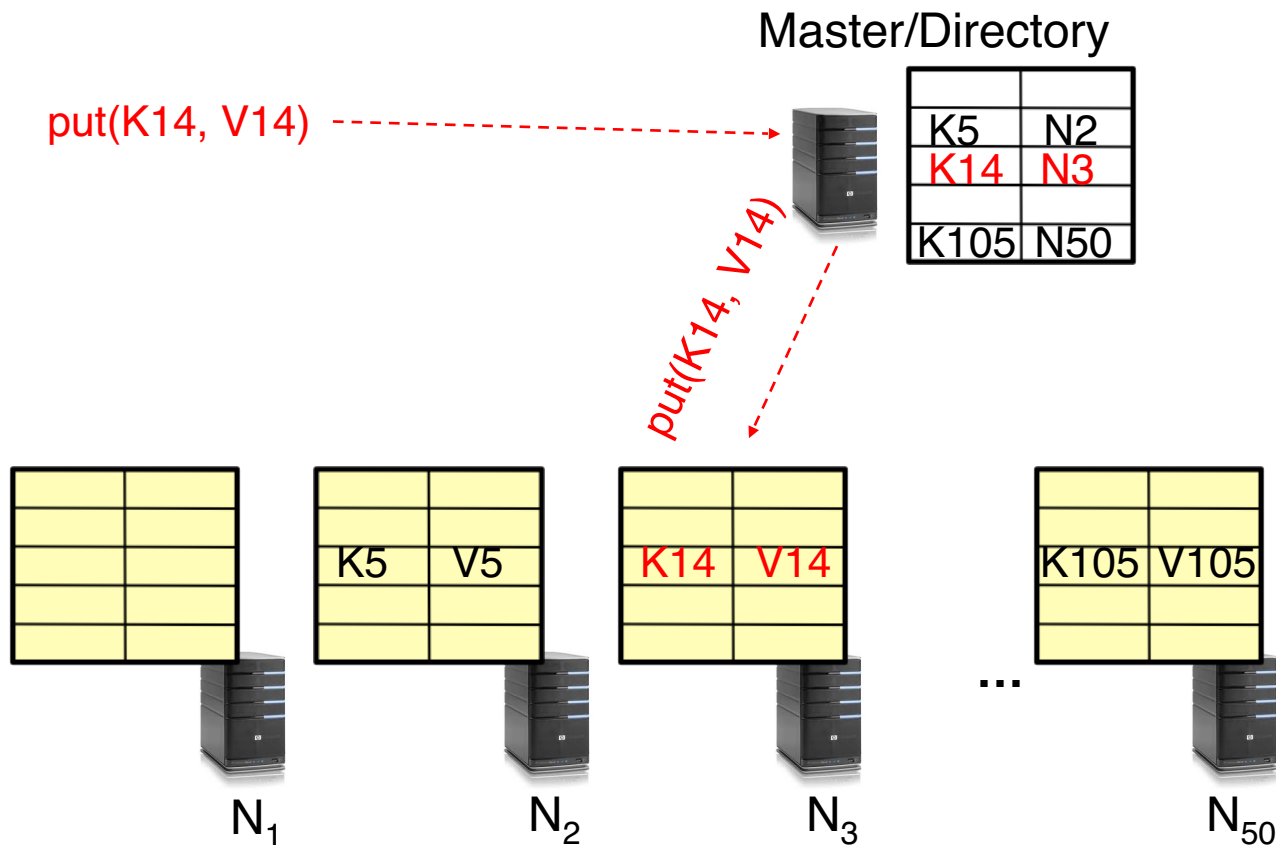 Master/Directory
put(K14, V14)
K5 N2
K14 N3
K105 N50
put(K14, V14)
K5 V5
K14 V14
K105 V105
...
N1
N2
N3
N50